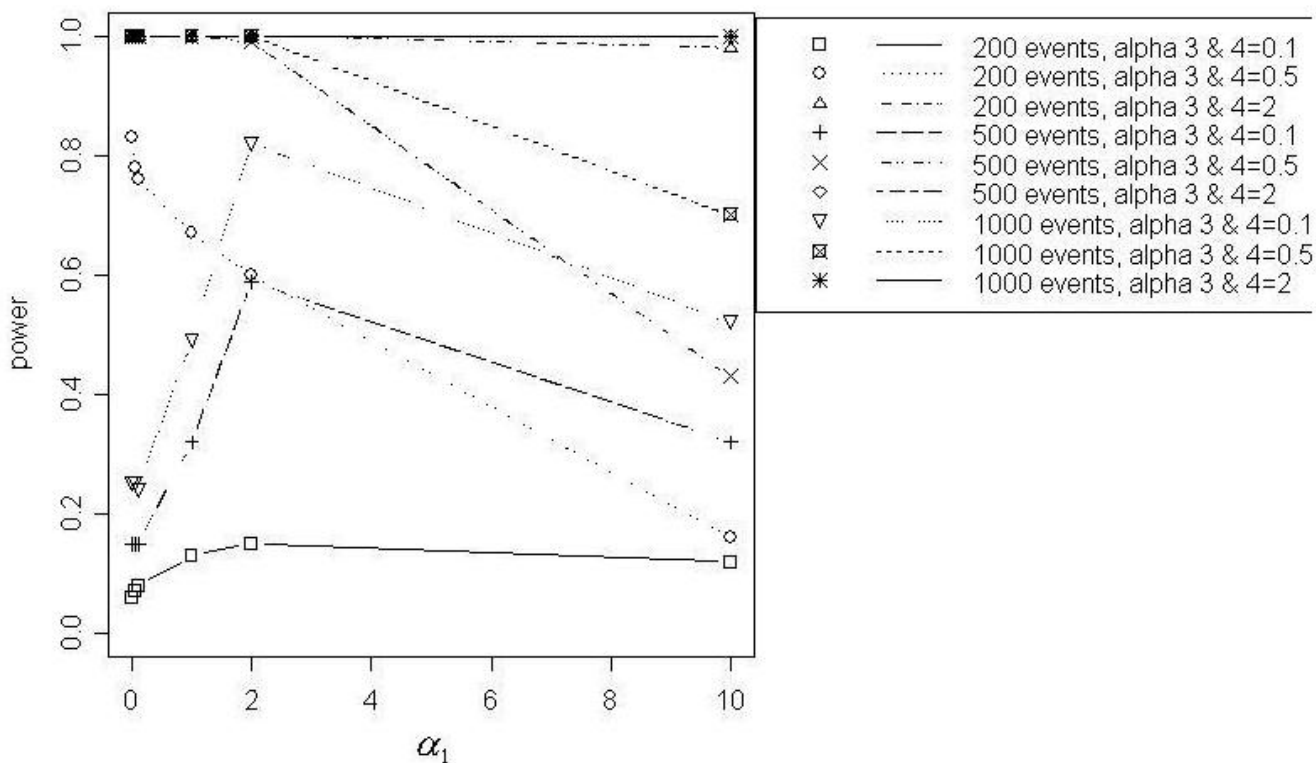 1.0
0.8
0.6
0.4
0.2
0.0
power
0 2 4 6 8 10
α1
200 events, alpha 3 & 4=0.1
200 events, alpha 3 & 4=0.5
200 events, alpha 3 & 4=2
500 events, alpha 3 & 4=0.1
500 events, alpha 3 & 4=0.5
500 events, alpha 3 & 4=2
1000 events, alpha 3 & 4=0.1
1000 events, alpha 3 & 4=0.5
1000 events, alpha 3 & 4=2